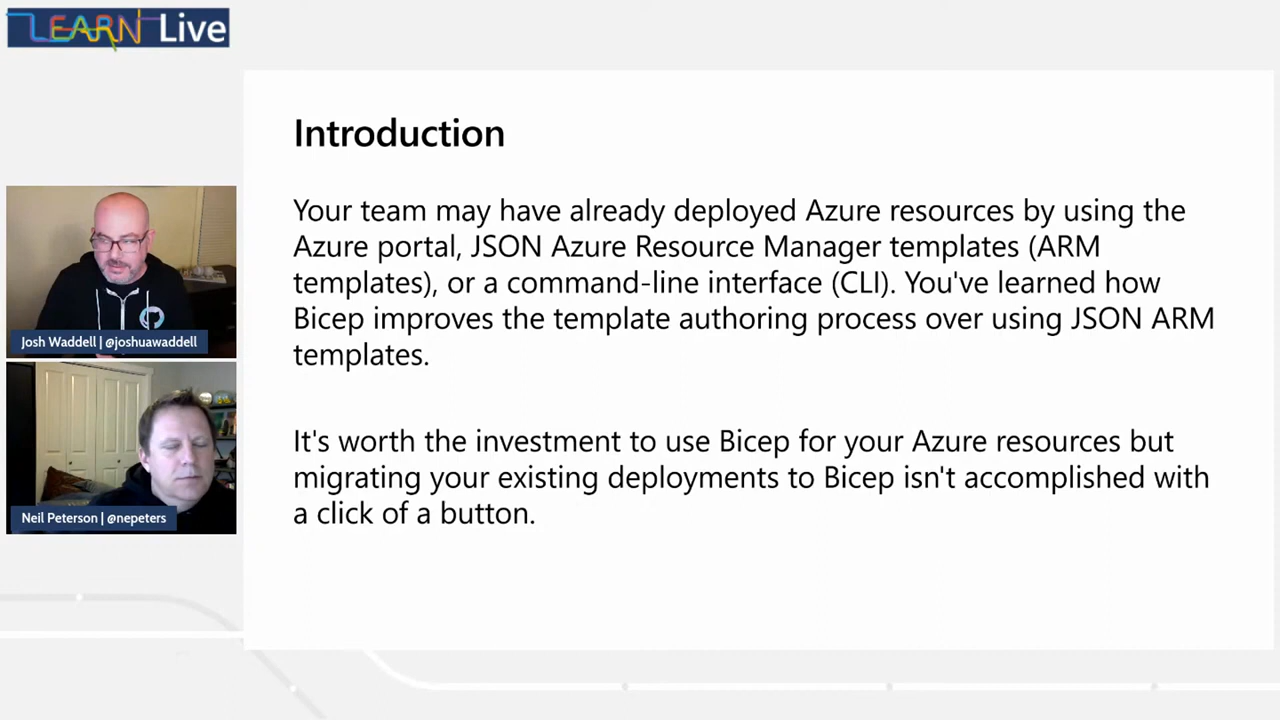 LEARN Live
Introduction
Your team may have already deployed Azure resources by using the
Azure portal, JSON Azure Resource Manager templates (ARM
templates), or a command-line interface (CLI). You've learned how
Bicep improves the template authoring process over using JSON ARM
templates.
It's worth the investment to use Bicep for your Azure resources but
migrating your existing deployments to Bicep isn't accomplished with
a click of a button.
Josh Waddell | @joshuawaddell
Neil Peterson | @nepeters